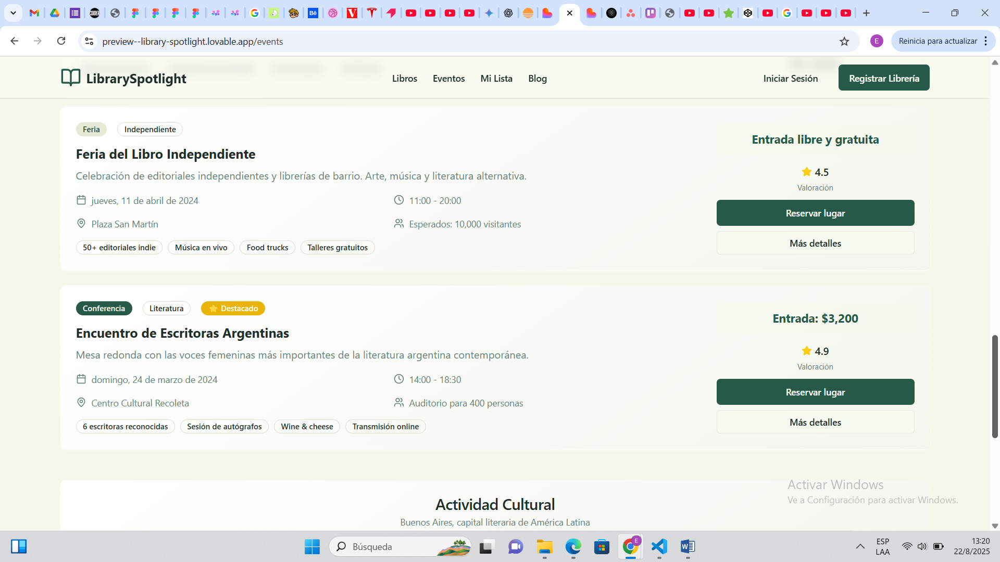 preview--library-spotlight.lovable.app/events
E
Reinicia para actualizar
LibrarySpotlight
Libros
Eventos
Mi Lista
Blog
Iniciar Sesión
Registrar Librería
Feria
Independiente
Feria del Libro Independiente
Celebración de editoriales independientes y librerías de barrio. Arte, música y literatura alternativa.
jueves, 11 de abril de 2024
11:00 - 20:00
Plaza San Martín
Esperados: 10,000 visitantes
50+ editoriales indie
Música en vivo
Food trucks
Talleres gratuitos
Entrada libre y gratuita
4.5
Valoración
Reservar lugar
Más detalles
Conferencia
Literatura
Destacado
Encuentro de Escritoras Argentinas
Mesa redonda con las voces femeninas más importantes de la literatura argentina contemporánea.
domingo, 24 de marzo de 2024
14:00 - 18:30
Centro Cultural Recoleta
Auditorio para 400 personas
6 escritoras reconocidas
Sesión de autógrafos
Wine & cheese
Transmisión online
Entrada: $3,200
4.9
Valoración
Reservar lugar
Más detalles
Actividad Cultural
Buenos Aires, capital literaria de América Latina
Activar Windows
Ve a Configuración para activar Windows.
Búsqueda
ESP
LAA
13:20
22/8/2025